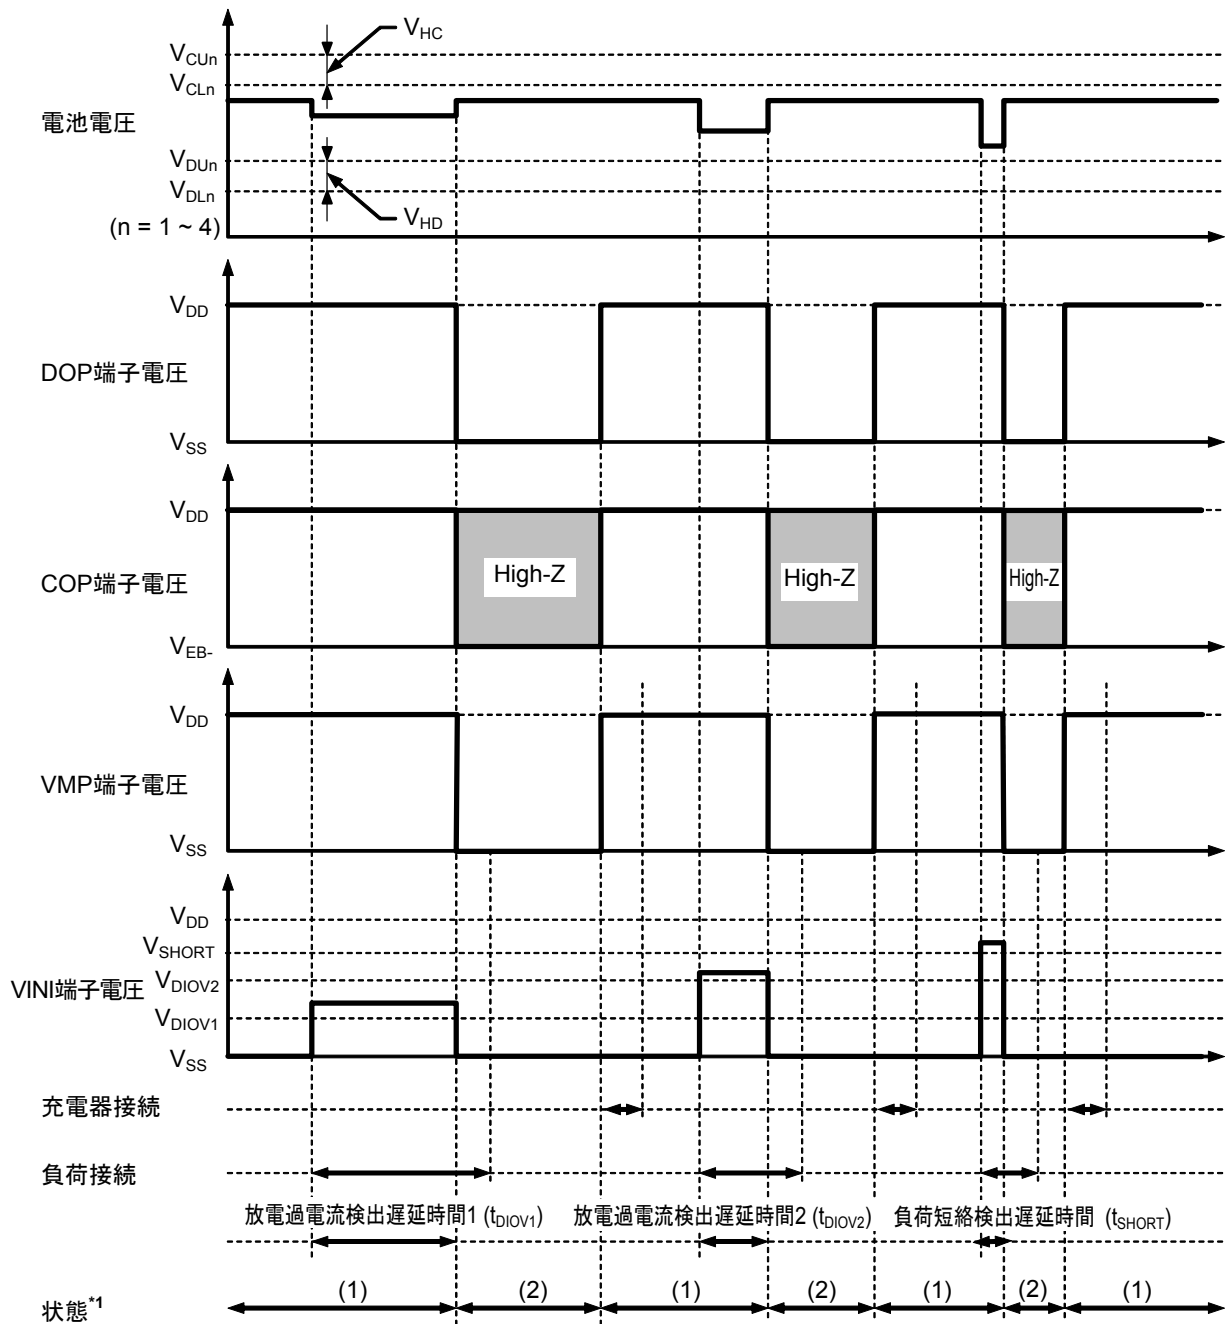 V_HC
V_CUn
V_CLn
電池電圧
V_DUn
V_DLn
V_HD
(n = 1 ~ 4)
V_DD
DOP端子電圧
V_SS
V_DD
COP端子電圧
High-Z High-Z High-Z
V_EB-
V_DD
VMP端子電圧
V_SS
V_DD
V_SHORT
V_DIOV2
VINI端子電圧
V_DIOV1
V_SS
充電器接続
負荷接続
放電過電流検出遅延時間1 (t_DIOV1) 放電過電流検出遅延時間2 (t_DIOV2) 負荷短絡検出遅延時間 (t_SHORT)
状態*1 (1) (2) (1) (2) (1) (2) (1)